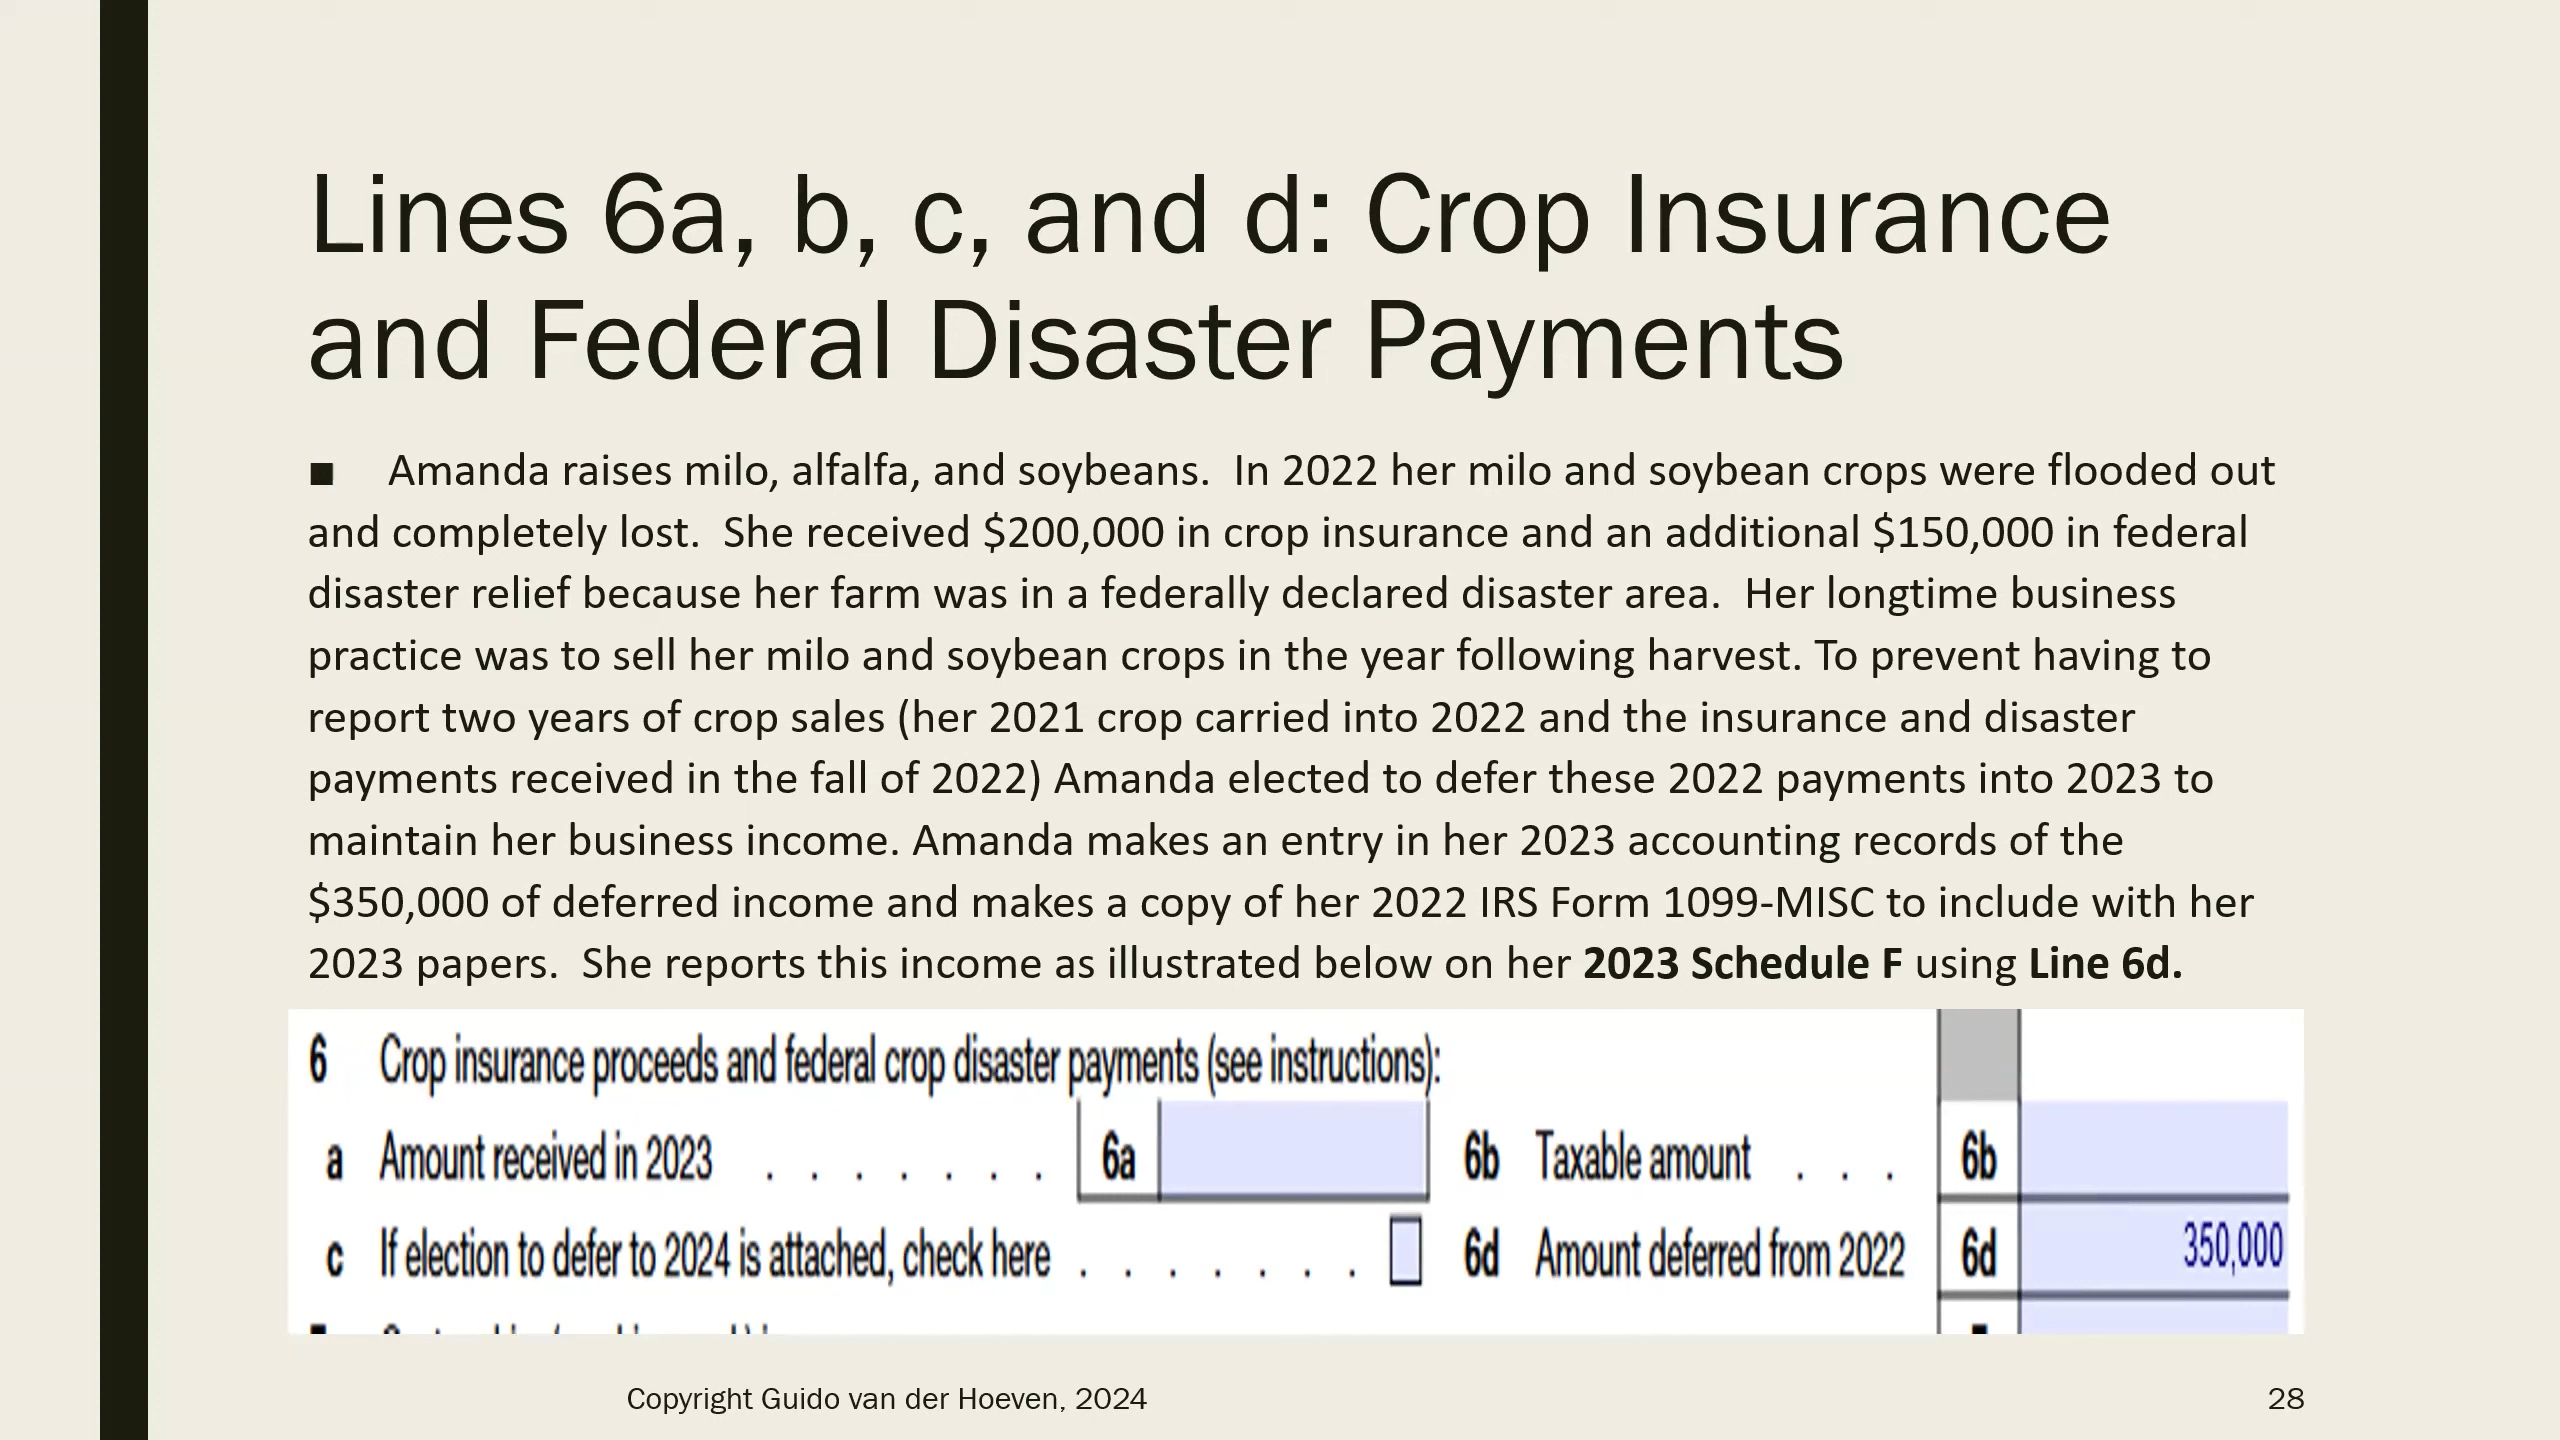 Lines 6a, b, c, and d: Crop Insurance
and Federal Disaster Payments
■ Amanda raises milo, alfalfa, and soybeans. In 2022 her milo and soybean crops were flooded out
and completely lost. She received $200,000 in crop insurance and an additional $150,000 in federal
disaster relief because her farm was in a federally declared disaster area. Her longtime business
practice was to sell her milo and soybean crops in the year following harvest. To prevent having to
report two years of crop sales (her 2021 crop carried into 2022 and the insurance and disaster
payments received in the fall of 2022) Amanda elected to defer these 2022 payments into 2023 to
maintain her business income. Amanda makes an entry in her 2023 accounting records of the
$350,000 of deferred income and makes a copy of her 2022 IRS Form 1099-MISC to include with her
2023 papers. She reports this income as illustrated below on her 2023 Schedule F using Line 6d.
6 Crop insurance proceeds and federal crop disaster payments (see instructions):
a Amount received in 2023 . . . . . . . 6a 6b Taxable amount . . . 6b
c If election to defer to 2024 is attached, check here . . . . . . . 6d Amount deferred from 2022 6d 350,000
Copyright Guido van der Hoeven, 2024 28